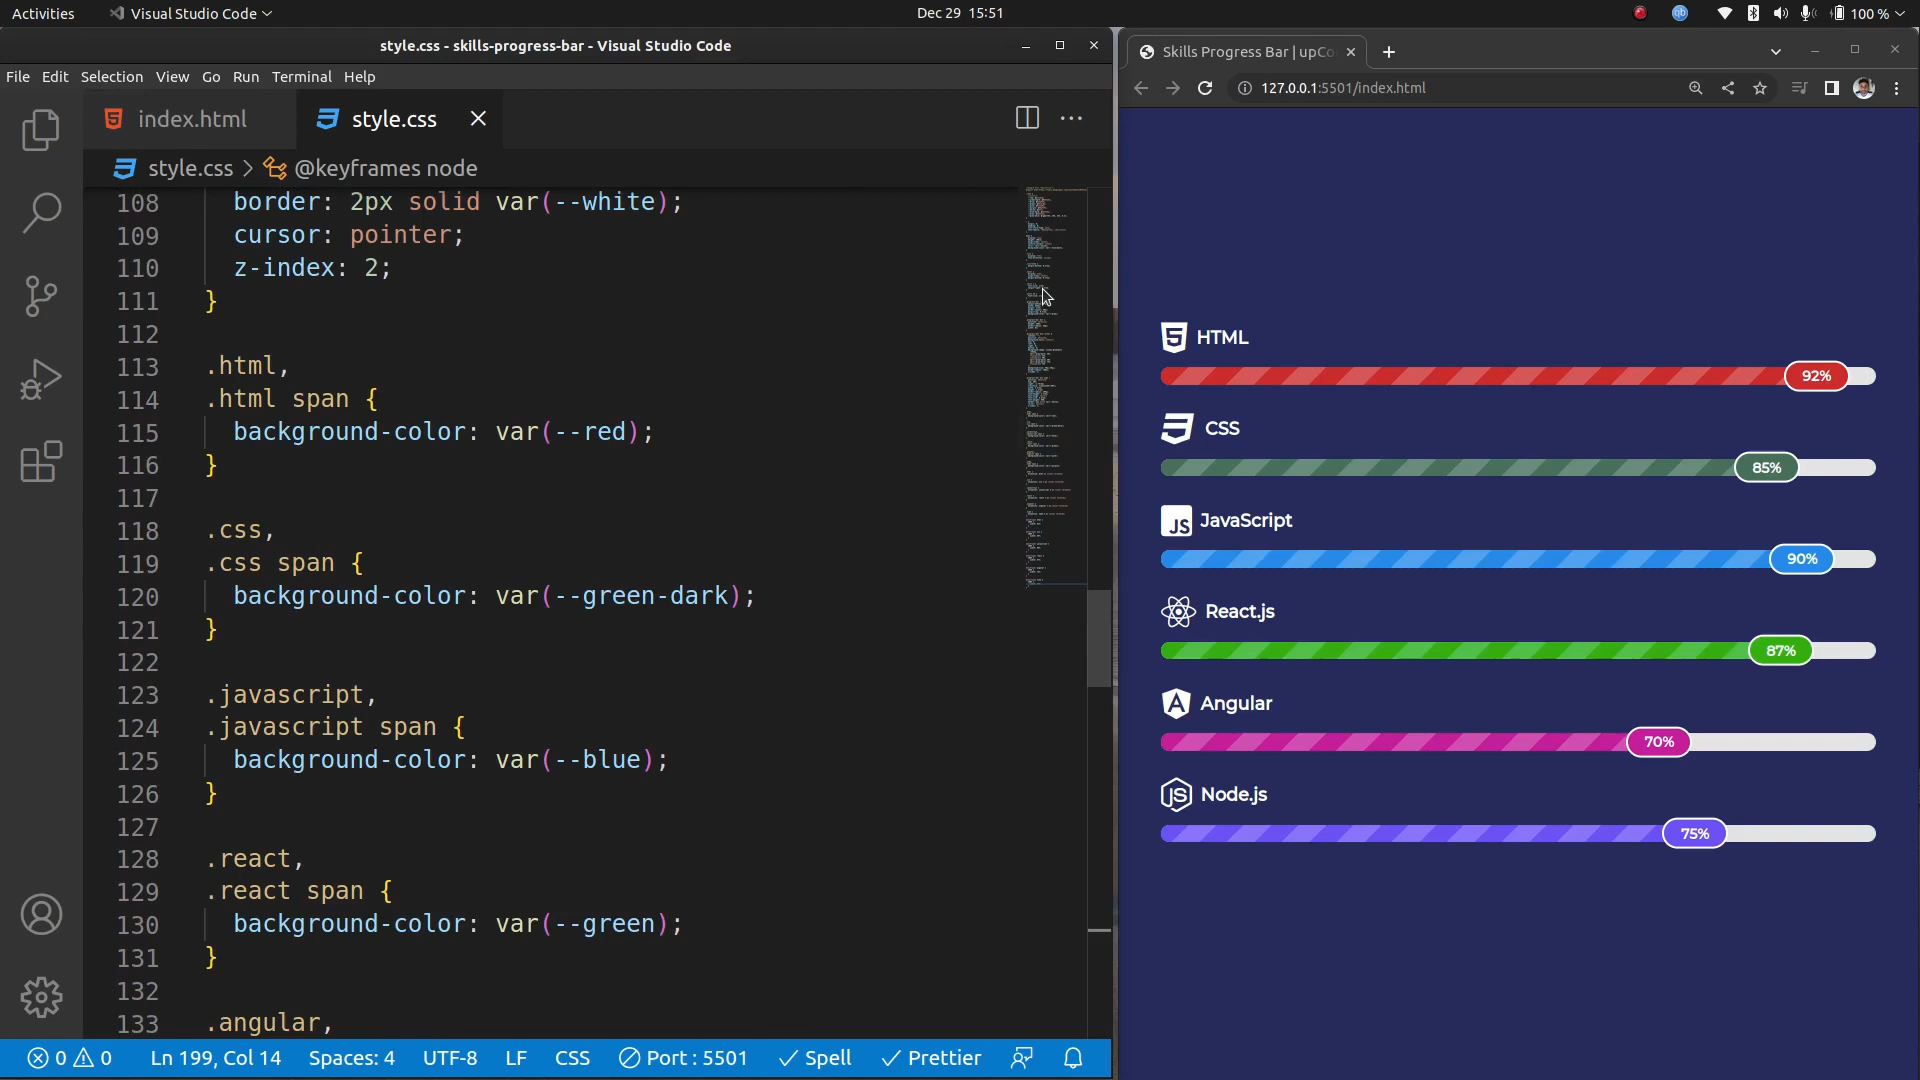 Activities
Visual Studio Code
Dec 29 15:51
100 %
style.css - skills-progress-bar - Visual Studio Code
File Edit Selection View Go Run Terminal Help
index.html
style.css
style.css > @keyframes node
108 border: 2px solid var(--white);
109 cursor: pointer;
110 z-index: 2;
111 }
112
113 .html,
114 .html span {
115 background-color: var(--red);
116 }
117
118 .css,
119 .css span {
120 background-color: var(--green-dark);
121 }
122
123 .javascript,
124 .javascript span {
125 background-color: var(--blue);
126 }
127
128 .react,
129 .react span {
130 background-color: var(--green);
131 }
132
133 .angular,
0 0 Ln 199, Col 14 Spaces: 4 UTF-8 LF CSS Port : 5501 Spell Prettier
Skills Progress Bar | upCo
127.0.0.1:5501/index.html
HTML
92%
CSS
85%
JS JavaScript
90%
React.js
87%
Angular
70%
Node.js
75%